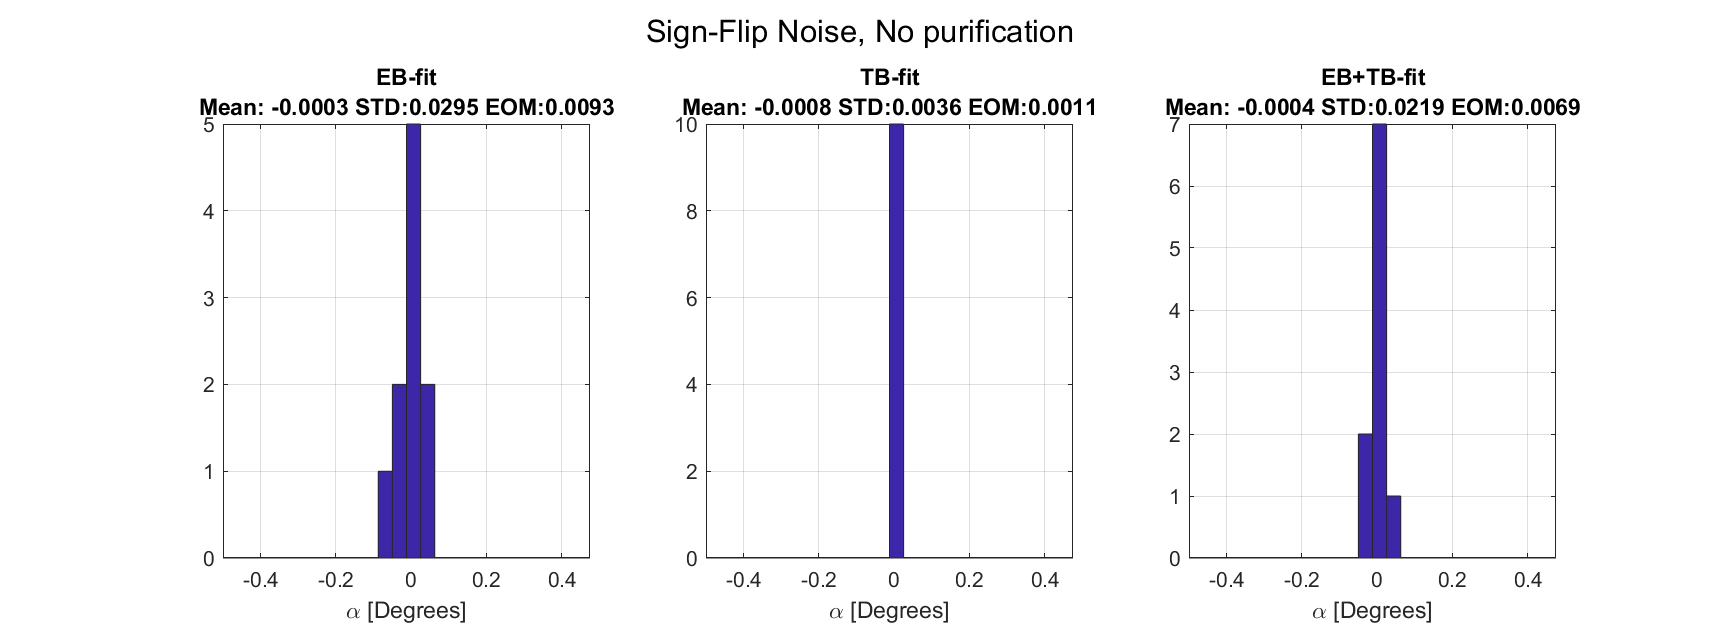 Sign-Flip Noise, No purification
EB-fit
Mean: -0.0003 STD:0.0295 EOM:0.0093
5
4
3
2
1
0
-0.4 -0.2 0 0.2 0.4
α [Degrees]
TB-fit
Mean: -0.0008 STD:0.0036 EOM:0.0011
10
8
6
4
2
0
-0.4 -0.2 0 0.2 0.4
α [Degrees]
EB+TB-fit
Mean: -0.0004 STD:0.0219 EOM:0.0069
7
6
5
4
3
2
1
0
-0.4 -0.2 0 0.2 0.4
α [Degrees]